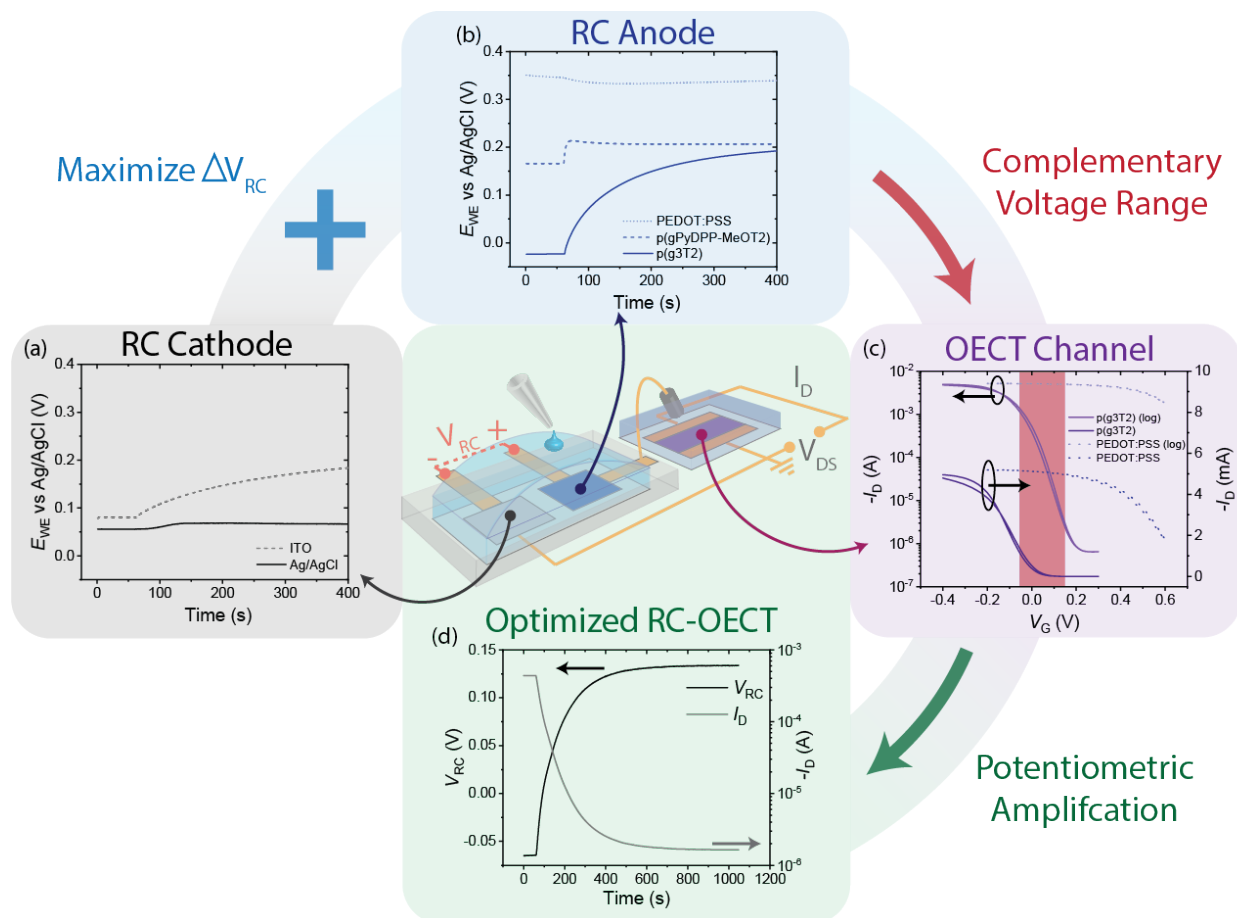 (b)
RC Anode
0.4
0.3
0.2
0.1
0.0
E_WE vs Ag/AgCl (V)
PEDOT:PSS
p(gPyDPP-MeOT2)
p(g3T2)
0
100
200
300
400
Time (s)
Maximize ΔV_RC
+
Complementary
Voltage Range
(a)
RC Cathode
0.4
0.3
0.2
0.1
0.0
E_WE vs Ag/AgCl (V)
ITO
Ag/AgCl
0
100
200
300
400
Time (s)
V_RC
-
+
I_D
V_DS
(c)
OECT Channel
10⁻²
10⁻³
10⁻⁴
10⁻⁵
10⁻⁶
10⁻⁷
-I_D (A)
p(g3T2) (log)
p(g3T2)
PEDOT:PSS (log)
PEDOT:PSS
10
8
6
4
2
0
-I_D (mA)
-0.4
-0.2
0.0
0.2
0.4
0.6
V_G (V)
Optimized RC-OECT
(d)
0.15
0.10
0.05
0.00
-0.05
V_RC (V)
V_RC
I_D
10⁻³
10⁻⁴
10⁻⁵
10⁻⁶
-I_D (A)
0
200
400
600
800
1000
1200
Time (s)
Potentiometric
Amplifcation